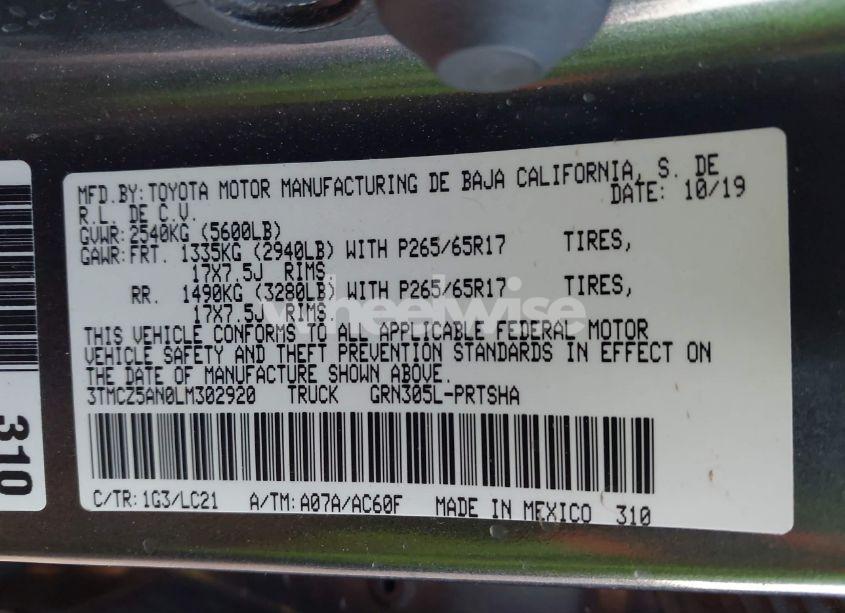 MFD.BY:TOYOTA MOTOR MANUFACTURING DE BAJA CALIFORNIA, S. DE
R.L. DE C.V. DATE: 10/19
GVWR:2540KG (5600LB)
GAWR:FRT. 1335KG (2940LB) WITH P265/65R17 TIRES,
17X7.5J RIMS.
RR. 1490KG (3280LB) WITH P265/65R17 TIRES,
17X7.5J RIMS.
THIS VEHICLE CONFORMS TO ALL APPLICABLE FEDERAL MOTOR
VEHICLE SAFETY AND THEFT PREVENTION STANDARDS IN EFFECT ON
THE DATE OF MANUFACTURE SHOWN ABOVE.
3TMCZ5AN0LM302920 TRUCK GRN305L-PRTSHA
C/TR:1G3/LC21 A/TM:A07A/AC60F MADE IN MEXICO 310
310
wheelwise